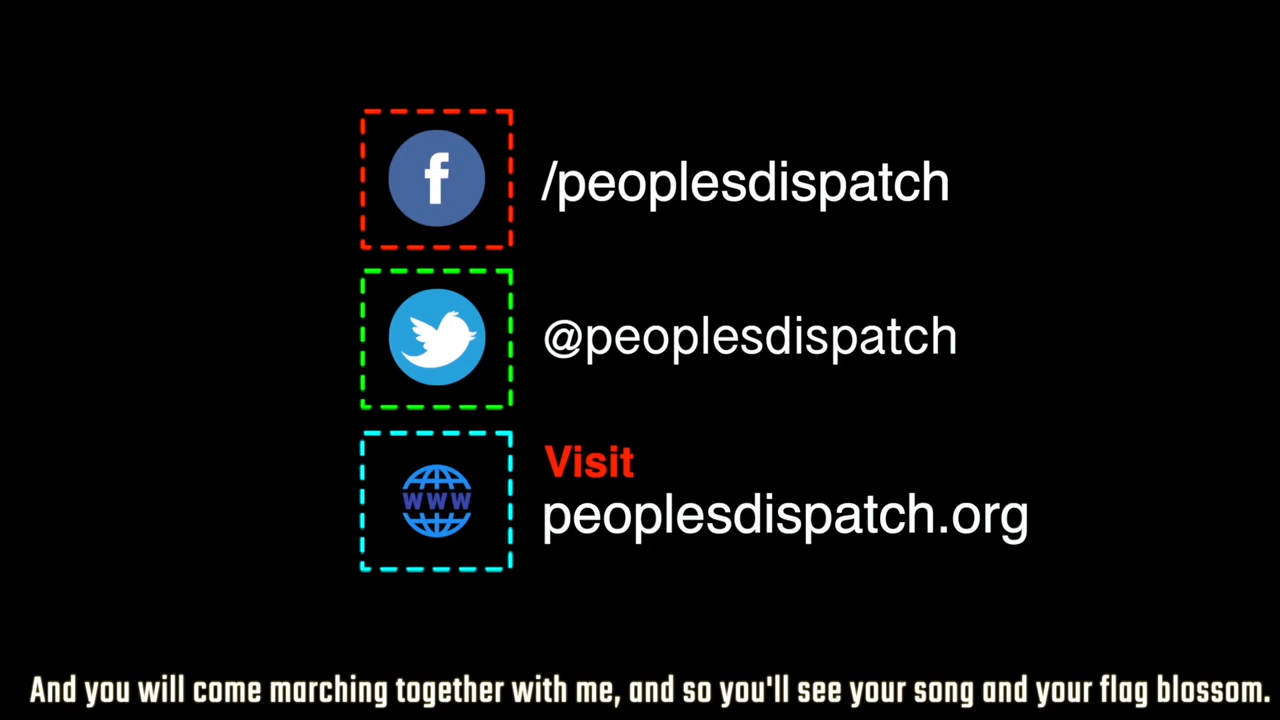 f
/peoplesdispatch
@peoplesdispatch
Visit
WWW
peoplesdispatch.org
And you will come marching together with me, and so you'll see your song and your flag blossom.